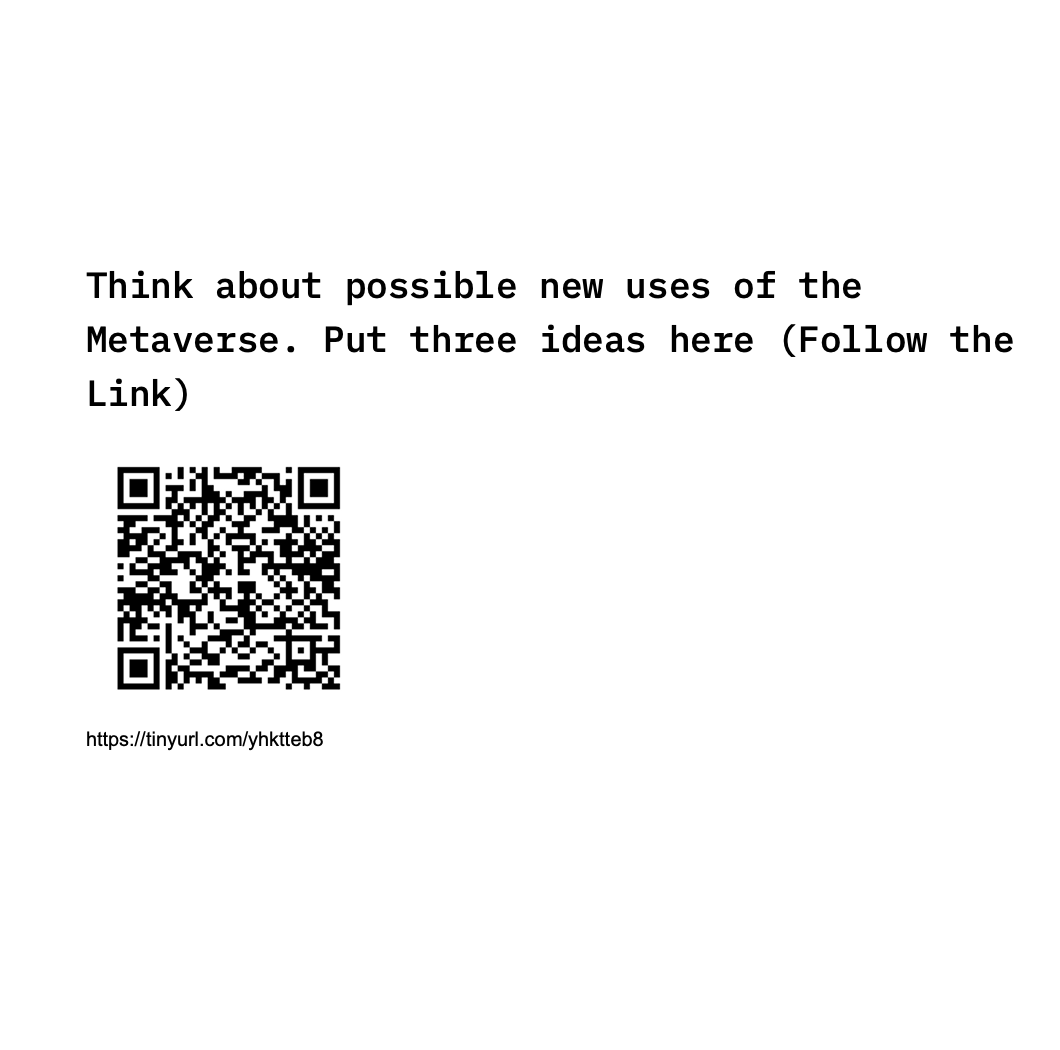 Think about possible new uses of the
Metaverse. Put three ideas here (Follow the
Link)
https://tinyurl.com/yhktteb8